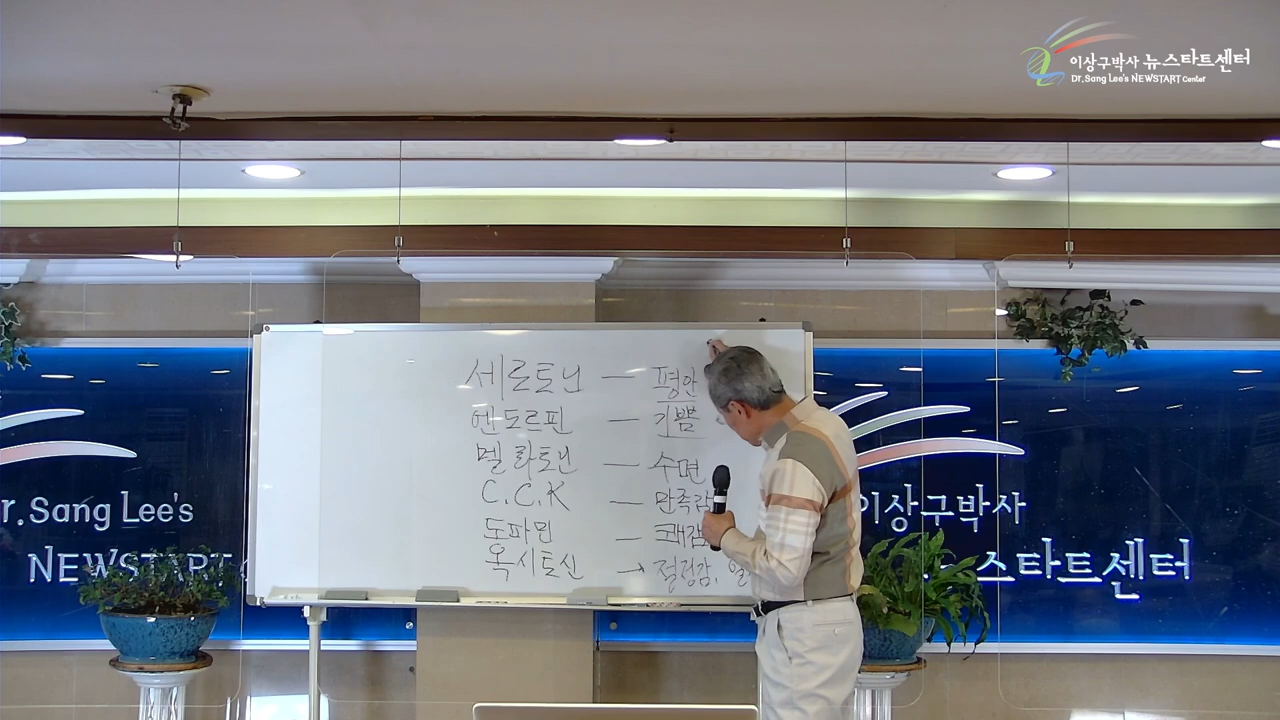 이상구박사 뉴스타트센터
Dr. Sang Lee's NEWSTART Center
세로토닌 — 평안
엔도르핀 — 기쁨
멜라토닌 — 수면
C.C.K — 만족감
도파민 — 쾌감
옥시토신 → 절정감,
r. Sang Lee's
NEWSTART
이상구박사
뉴스타트센터